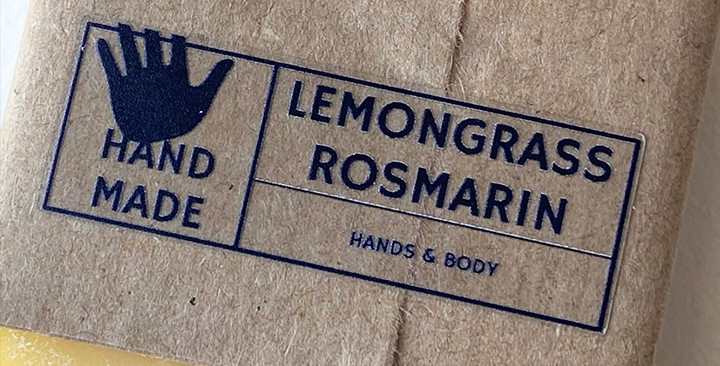 HAND
MADE
LEMONGRASS
ROSMARIN
HANDS & BODY